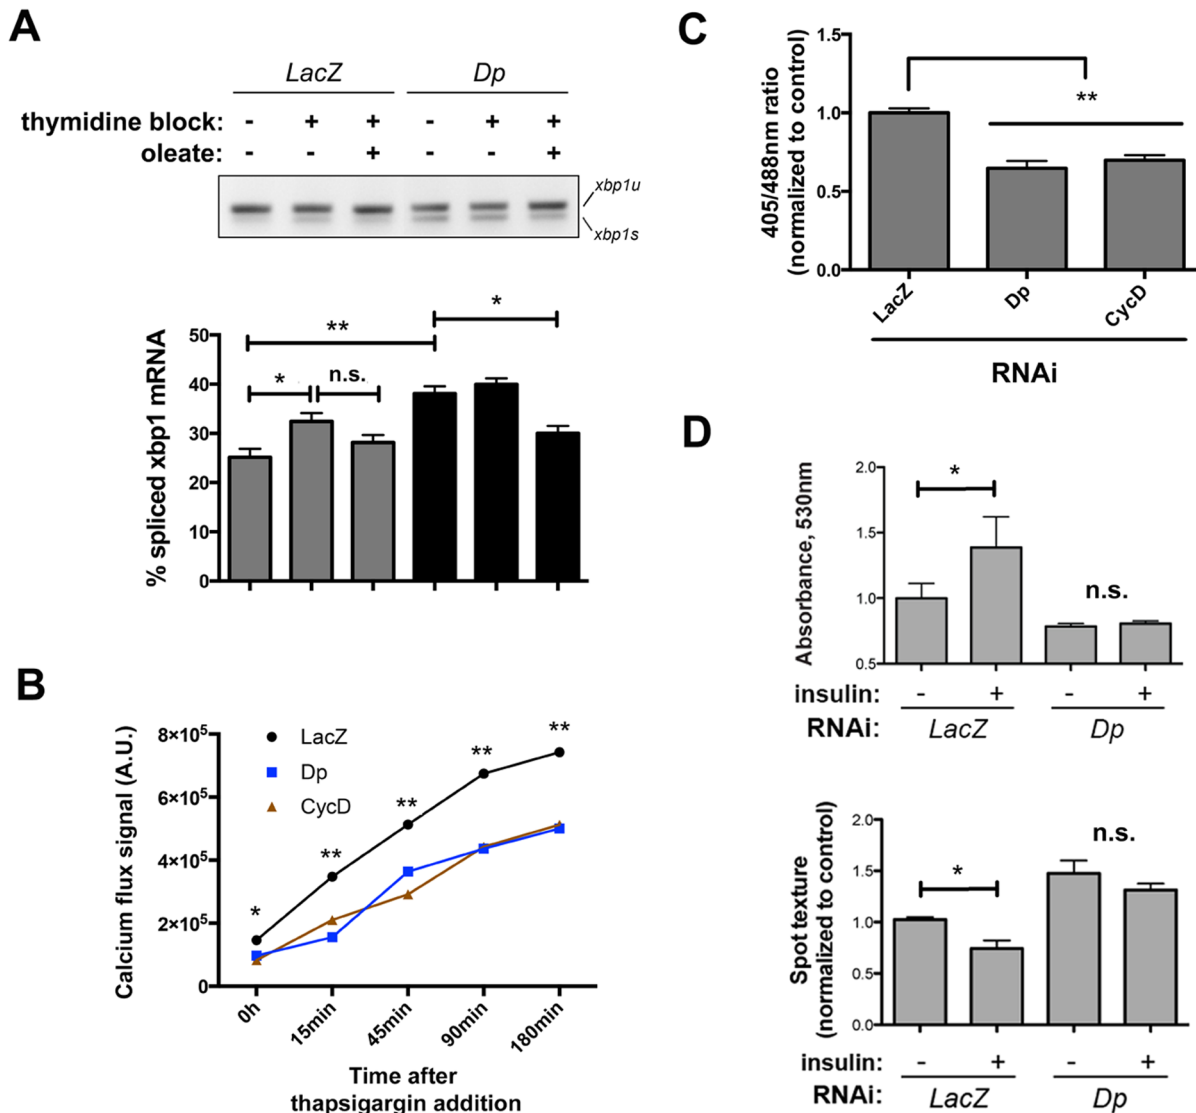 A
LacZ Dp
thymidine block: - + + - + +
oleate: - - + - - +
xbp1u
xbp1s
% spliced xbp1 mRNA
50
40
30
20
10
0
** *
* n.s.
B
Calcium flux signal (A.U.)
8×10⁵
6×10⁵
4×10⁵
2×10⁵
0
LacZ
Dp
CycD
* ** ** ** **
0h 15min 45min 90min 180min
Time after
thapsigargin addition
C
405/488nm ratio
(normalized to control)
1.5
1.0
0.5
0.0
**
LacZ Dp CycD
RNAi
D
Absorbance, 530nm
2.0
1.5
1.0
0.5
*
n.s.
insulin: - + - +
RNAi: LacZ Dp
Spot texture
(normalized to control)
2.0
1.5
1.0
0.5
0.0
*
n.s.
insulin: - + - +
RNAi: LacZ Dp